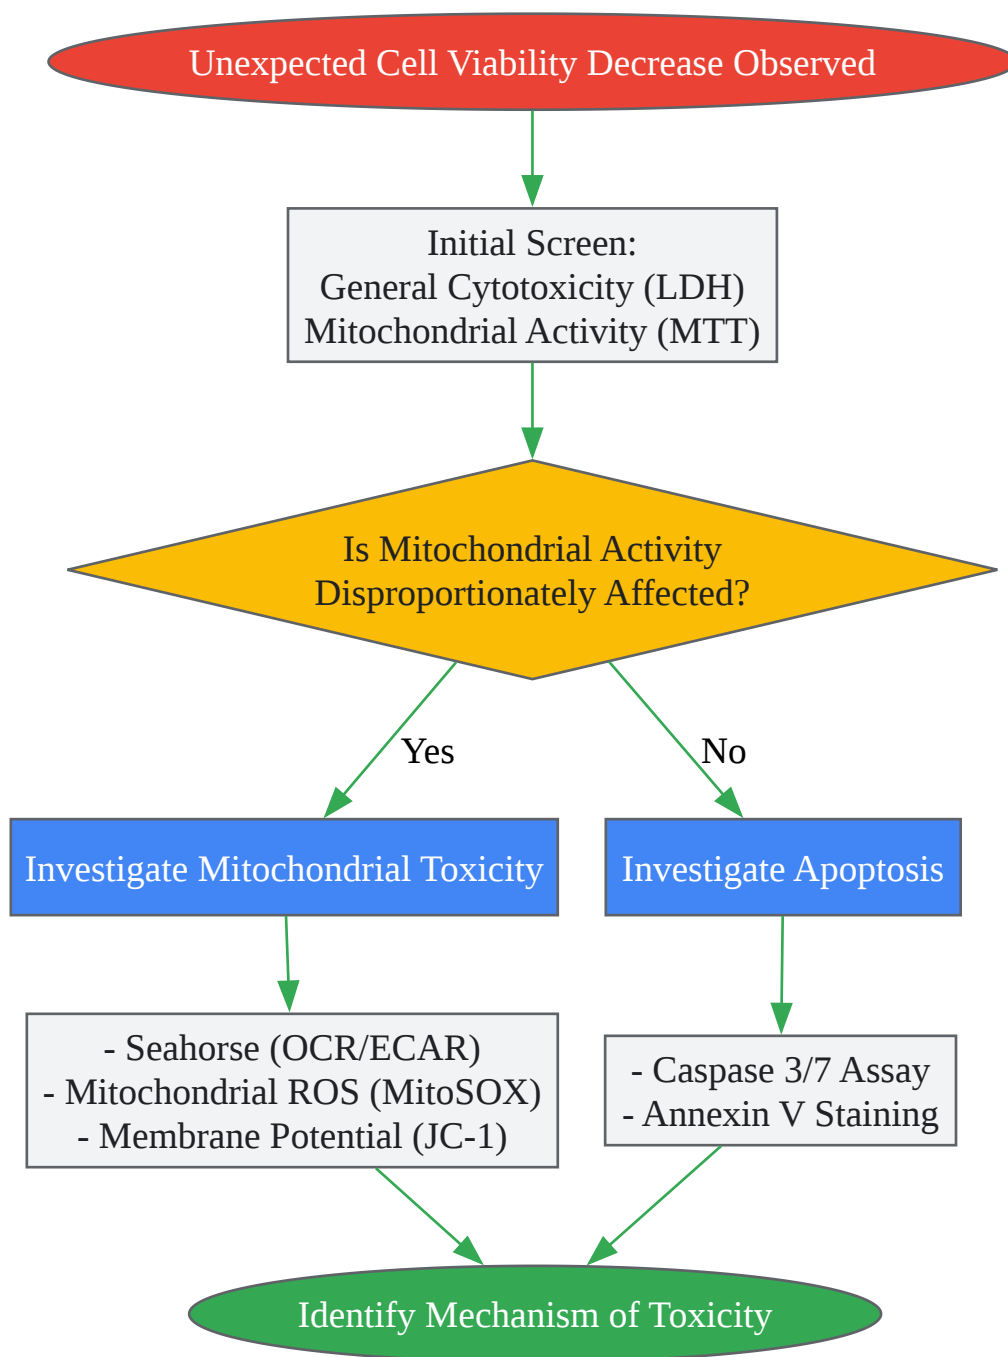 Unexpected Cell Viability Decrease Observed
Initial Screen:
General Cytotoxicity (LDH)
Mitochondrial Activity (MTT)
Is Mitochondrial Activity
Disproportionately Affected?
Yes
No
Investigate Mitochondrial Toxicity
Investigate Apoptosis
- Seahorse (OCR/ECAR)
- Mitochondrial ROS (MitoSOX)
- Membrane Potential (JC-1)
- Caspase 3/7 Assay
- Annexin V Staining
Identify Mechanism of Toxicity